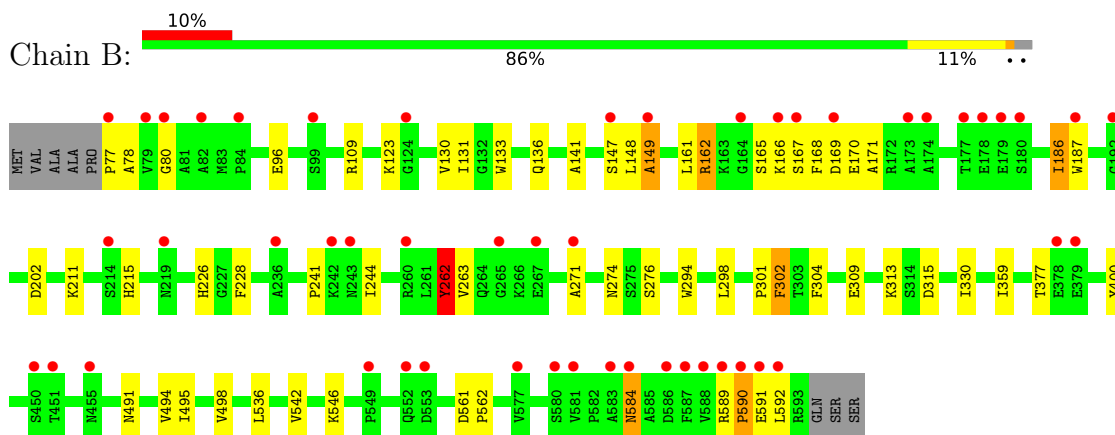 10%
Chain B:
86% 11% • •
MET VAL ALA ALA PRO P77 A78 V79 G80 A81 A82 M83 P84 E96 S99 R109 K123 G124 V130 I131 G132 W133 Q136 A141 S147 L148 A149 L161 R162 K163 G164 S165 K166 S167 F168 D169 E170 A171 R172 A173 A174 T177 E178 E179 S180 I186 W187
D202 K211 S214 H215 N219 H226 G227 F228 A236 P241 K242 N243 I244 R260 L261 Y262 V263 Q264 G265 K266 E267 A271 N274 S275 S276 W294 L298 P301 F302 T303 F304 E309 K313 S314 D315 I330 I359 T377 E378 E379
S450 T451 N455 N491 V494 I495 V498 L536 V542 K546 P549 Q552 D553 D561 P562 V577 S580 V581 P582 A583 N584 A585 D586 F587 V588 R589 P590 E591 L592 R593 GLN SER SER